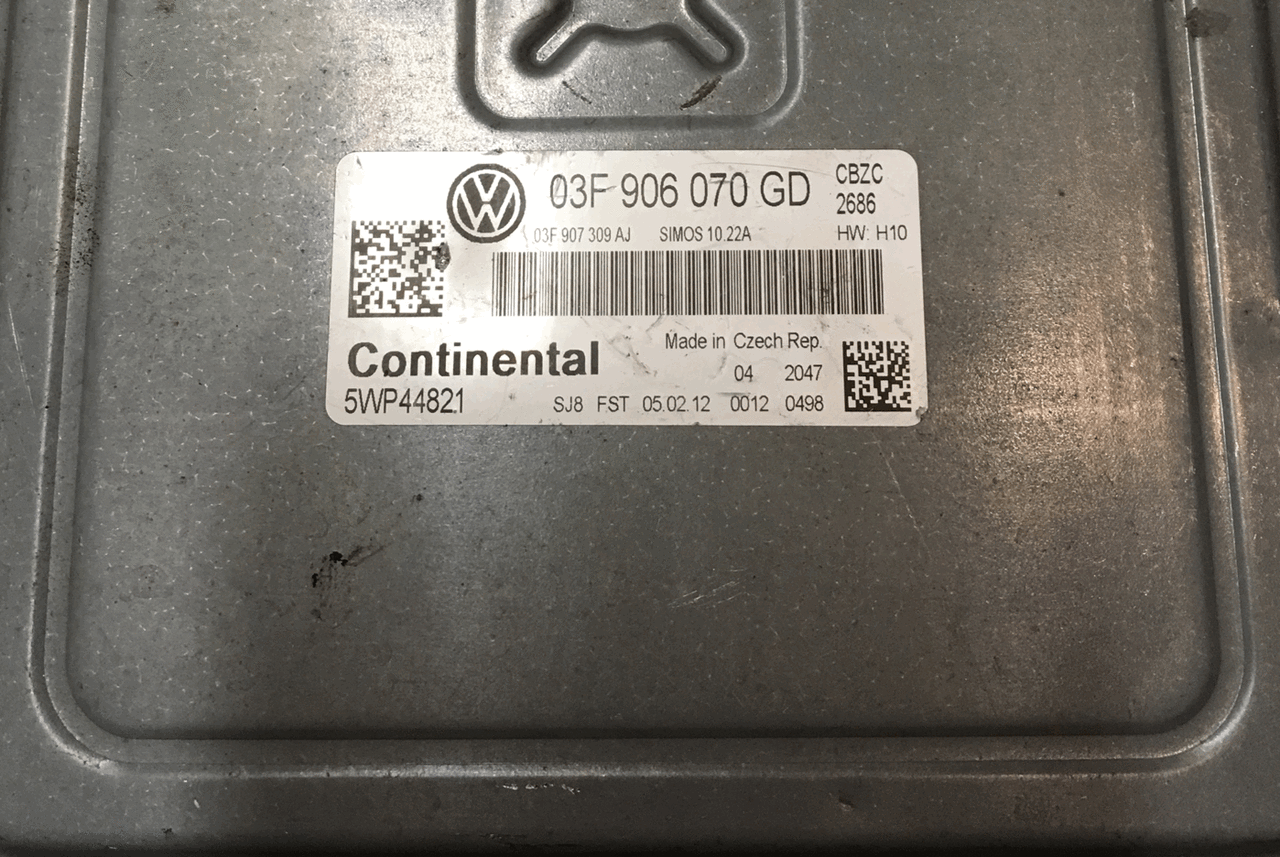 03F 906 070 GD
CBZC
2686
03F 907 309 AJ SIMOS 10.22A HW: H10
Made in Czech Rep.
Continental
04 2047
5WP44821 SJ8 FST 05.02.12 0012 0498